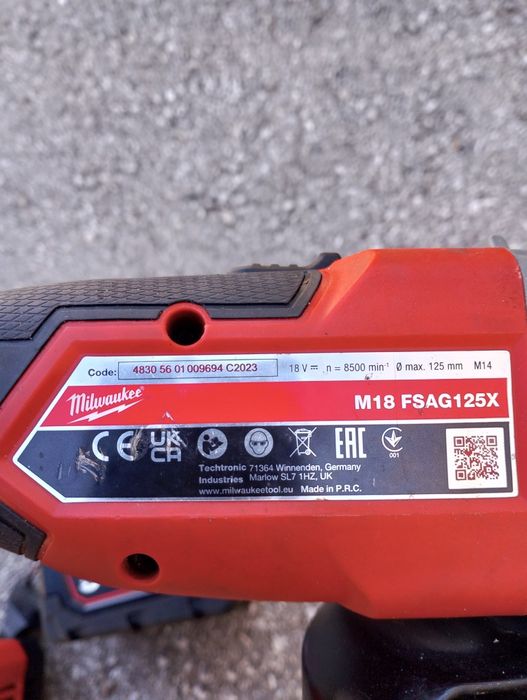 Code: 4830 56 01 009694 C2023 18 V ⎓ n = 8500 min⁻¹ Ø max. 125 mm M14
Milwaukee
M18 FSAG125X
CE UK CA EAC 001
Techtronic 71364 Winnenden, Germany
Industries Marlow SL7 1HZ, UK
www.milwaukeetool.eu Made in P.R.C.